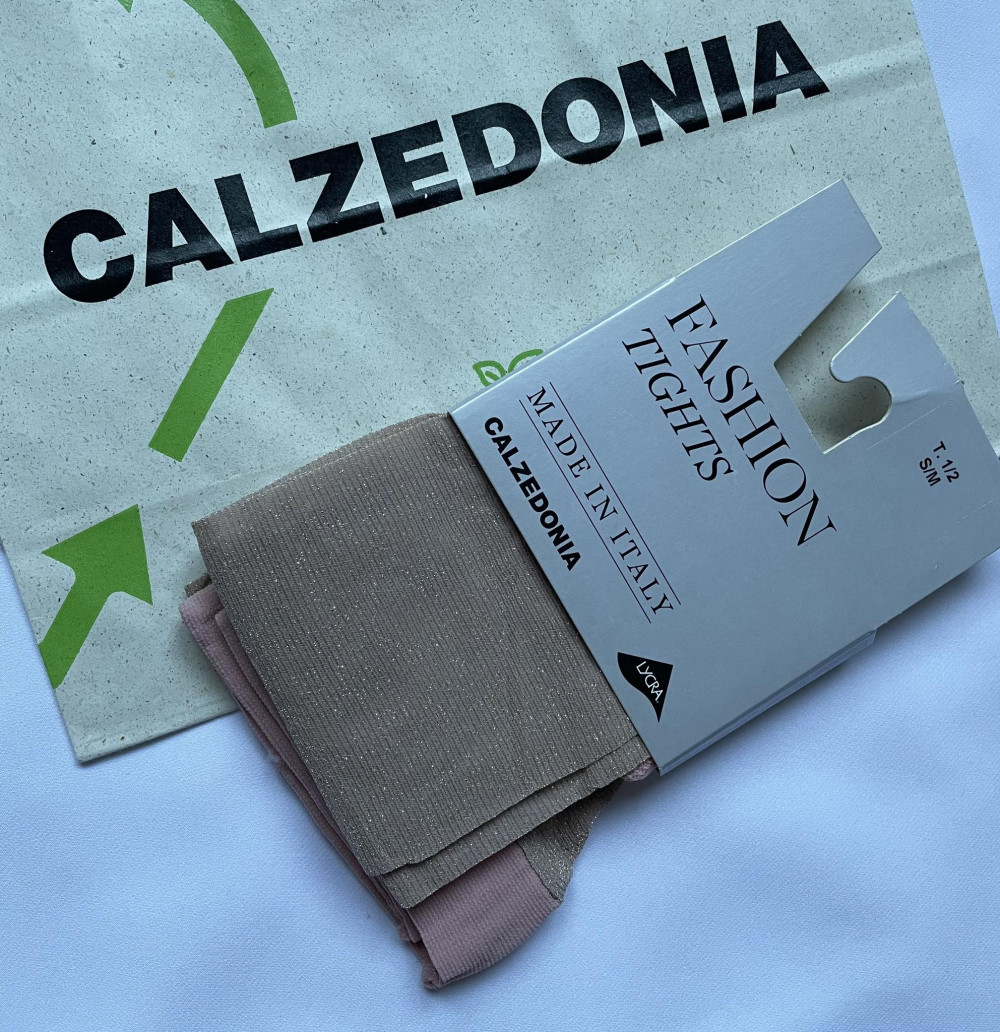 CALZEDONIA
FASHION
TIGHTS
MADE IN ITALY
CALZEDONIA
T. 1/2
S/M
LYCRA.